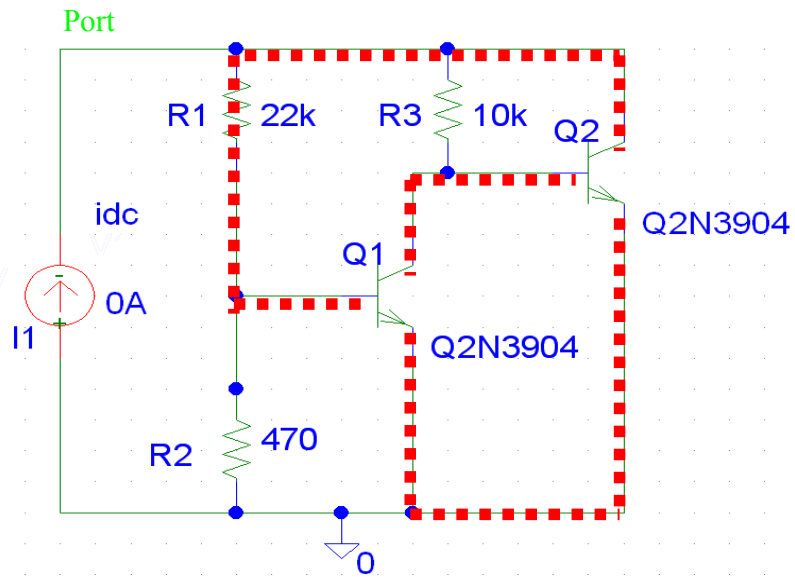 Port
R1 22k R3 10k
Q2
idc
Q2N3904
Q1
-
0A
+
I1
Q2N3904
R2 470
0